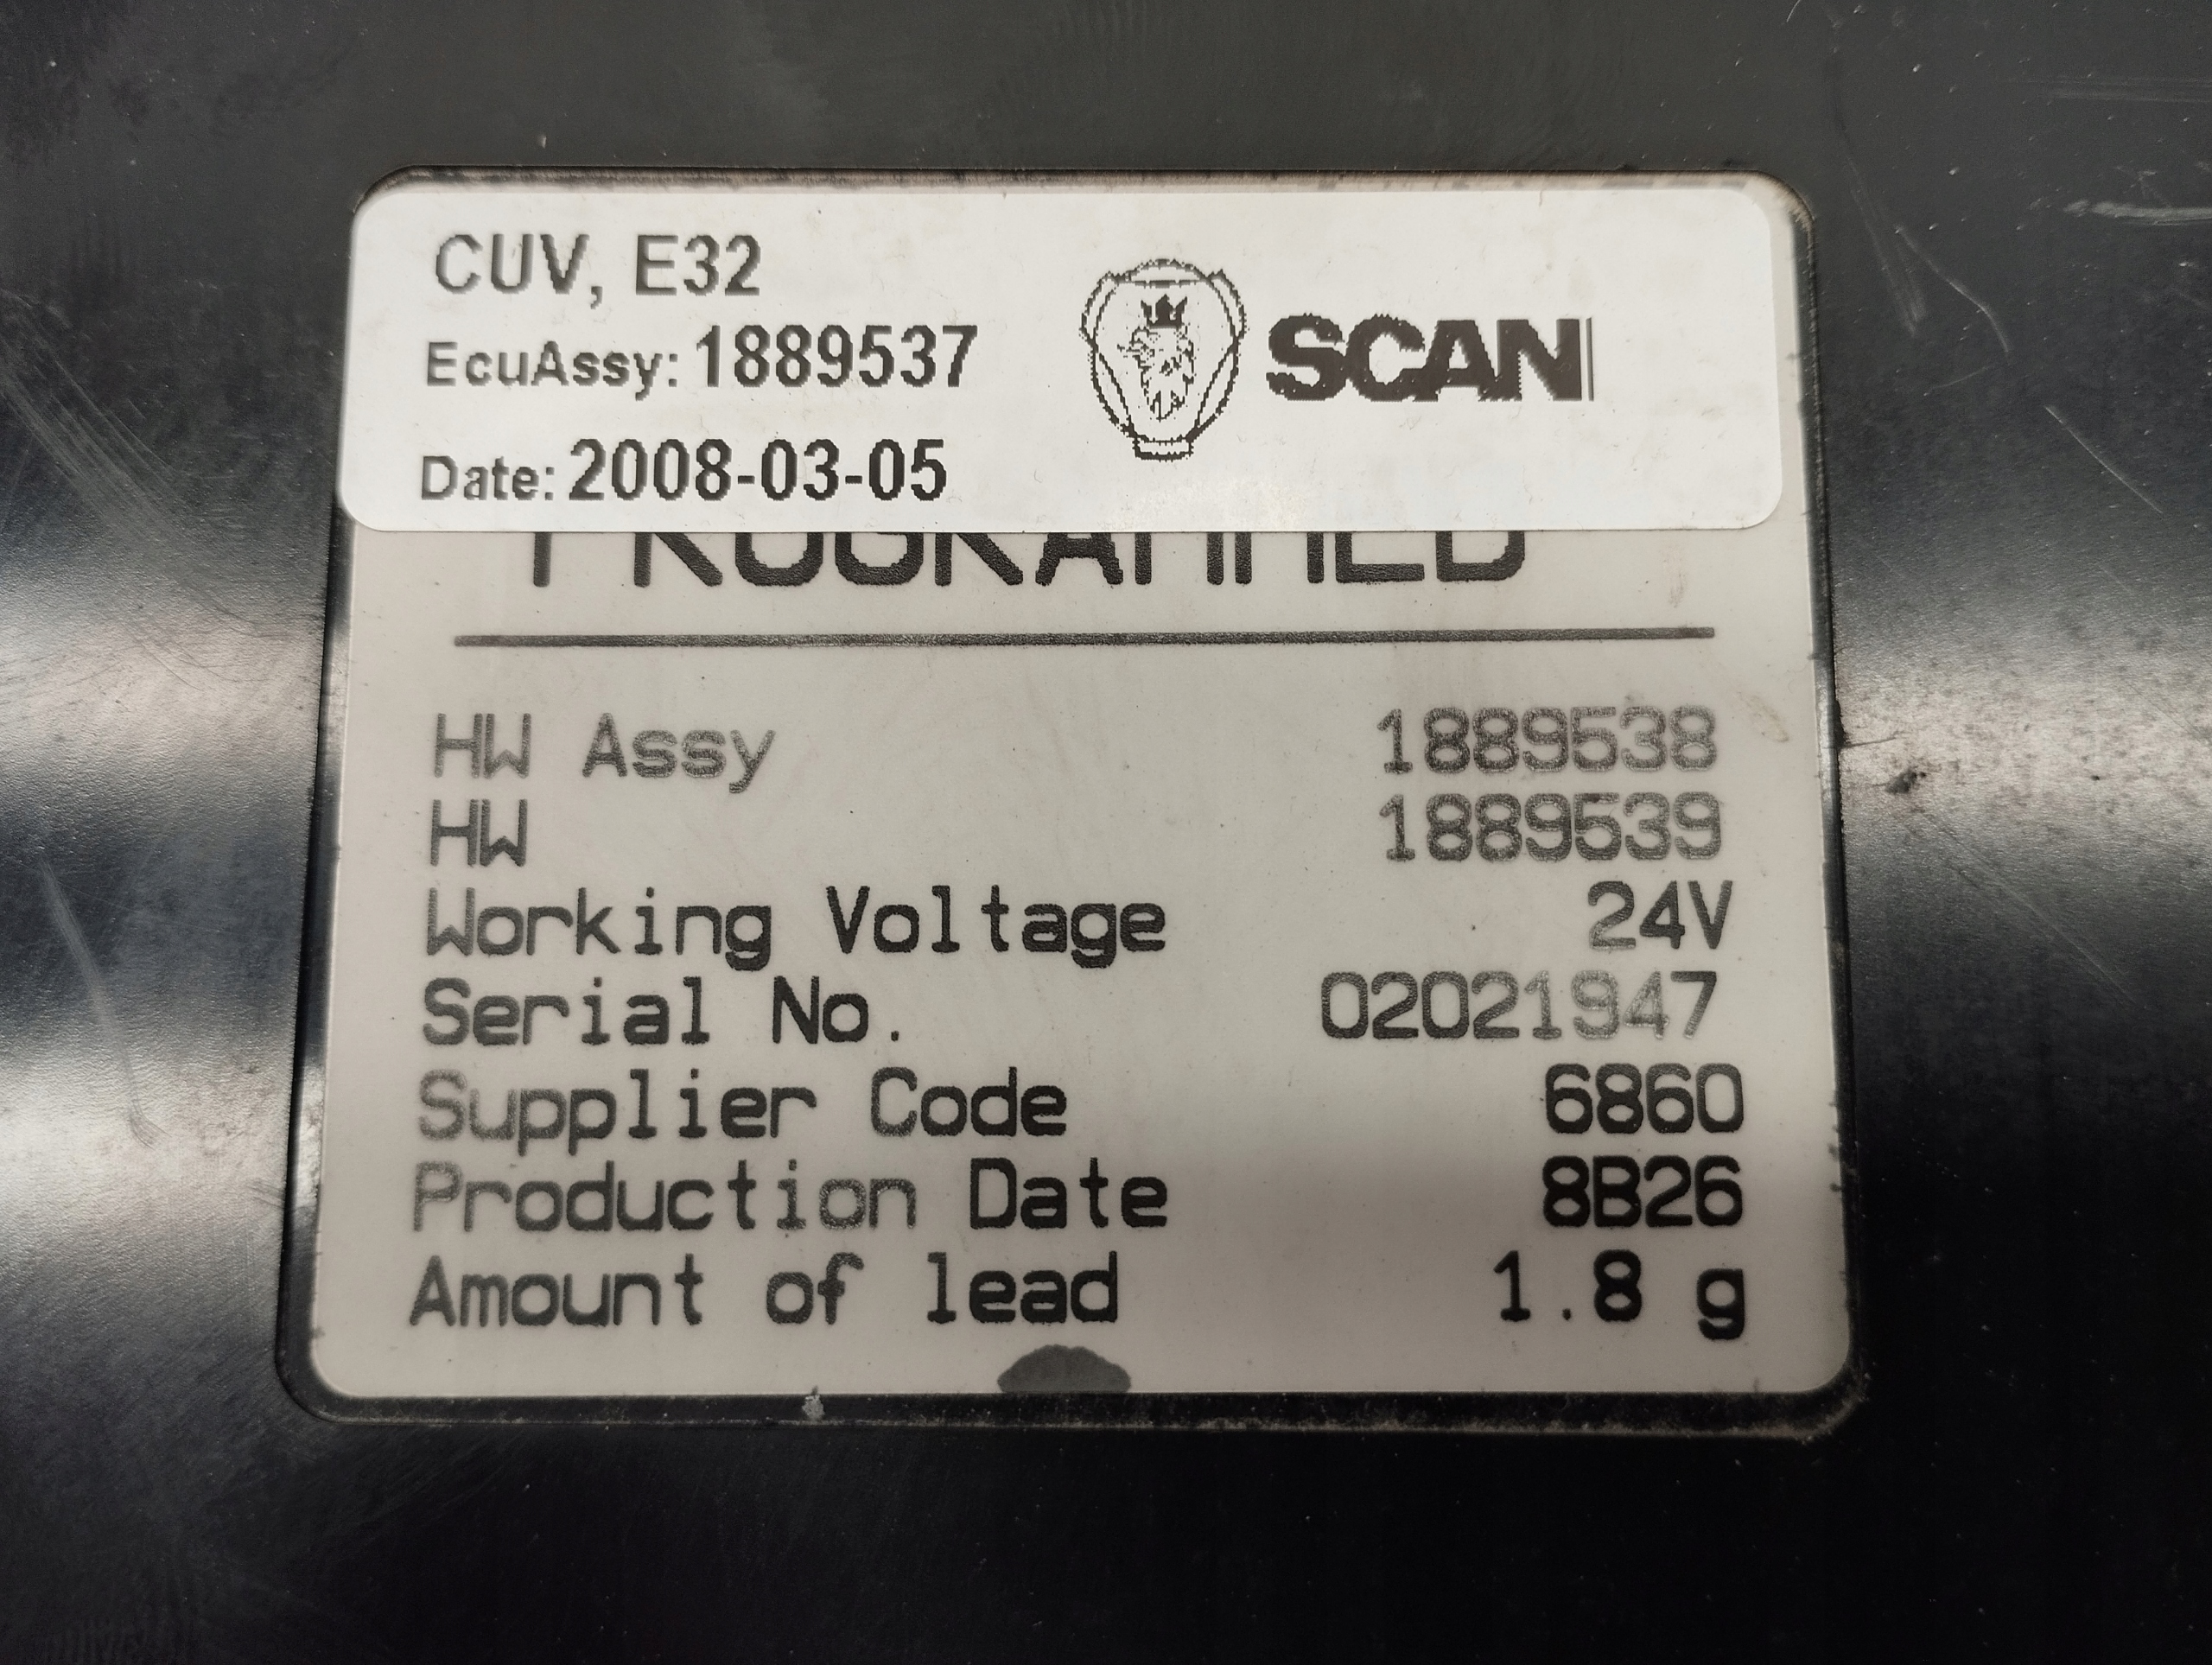 CUV, E32
EcuAssy: 1889537
SCAN
Date: 2008-03-05
PROGRAMMED
HW Assy 1889538
HW 1889539
Working Voltage 24V
Serial No. 02021947
Supplier Code 6860
Production Date 8B26
Amount of lead 1.8 g